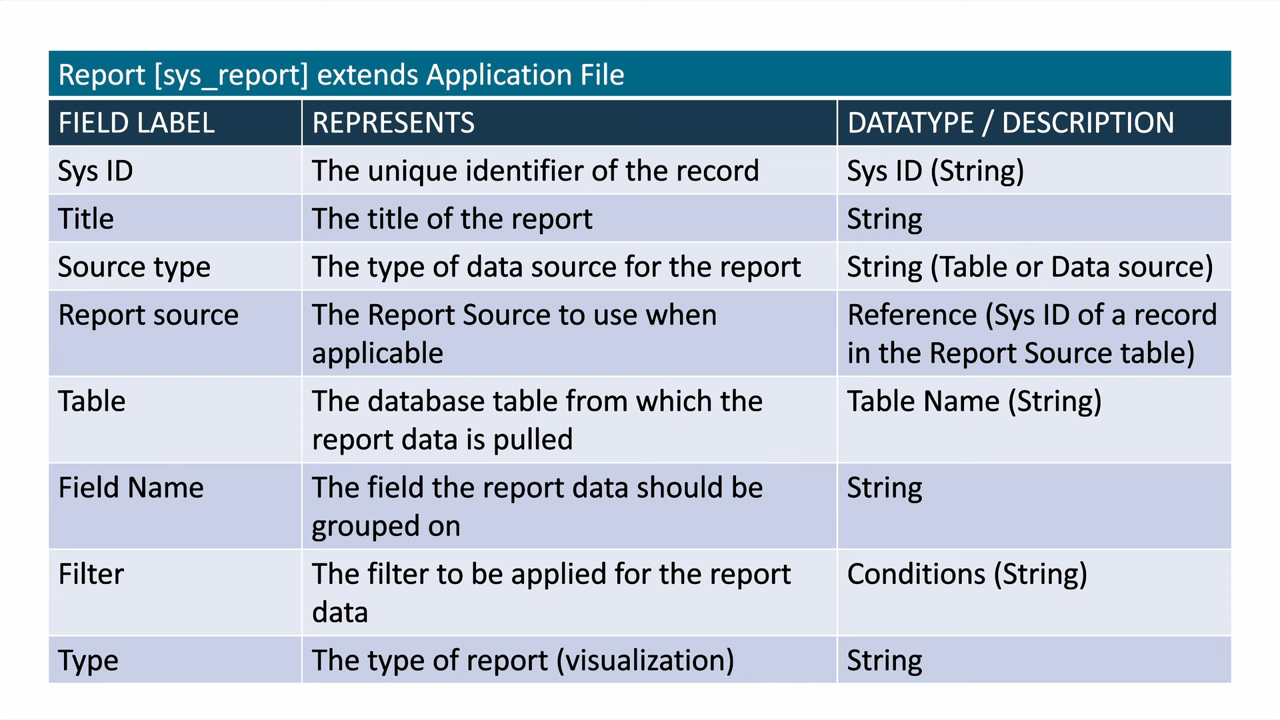 Report [sys_report] extends Application File
FIELD LABEL REPRESENTS DATATYPE / DESCRIPTION
Sys ID The unique identifier of the record Sys ID (String)
Title The title of the report String
Source type The type of data source for the report String (Table or Data source)
Report source The Report Source to use when Reference (Sys ID of a record
applicable in the Report Source table)
Table The database table from which the Table Name (String)
report data is pulled
Field Name The field the report data should be String
grouped on
Filter The filter to be applied for the report Conditions (String)
data
Type The type of report (visualization) String